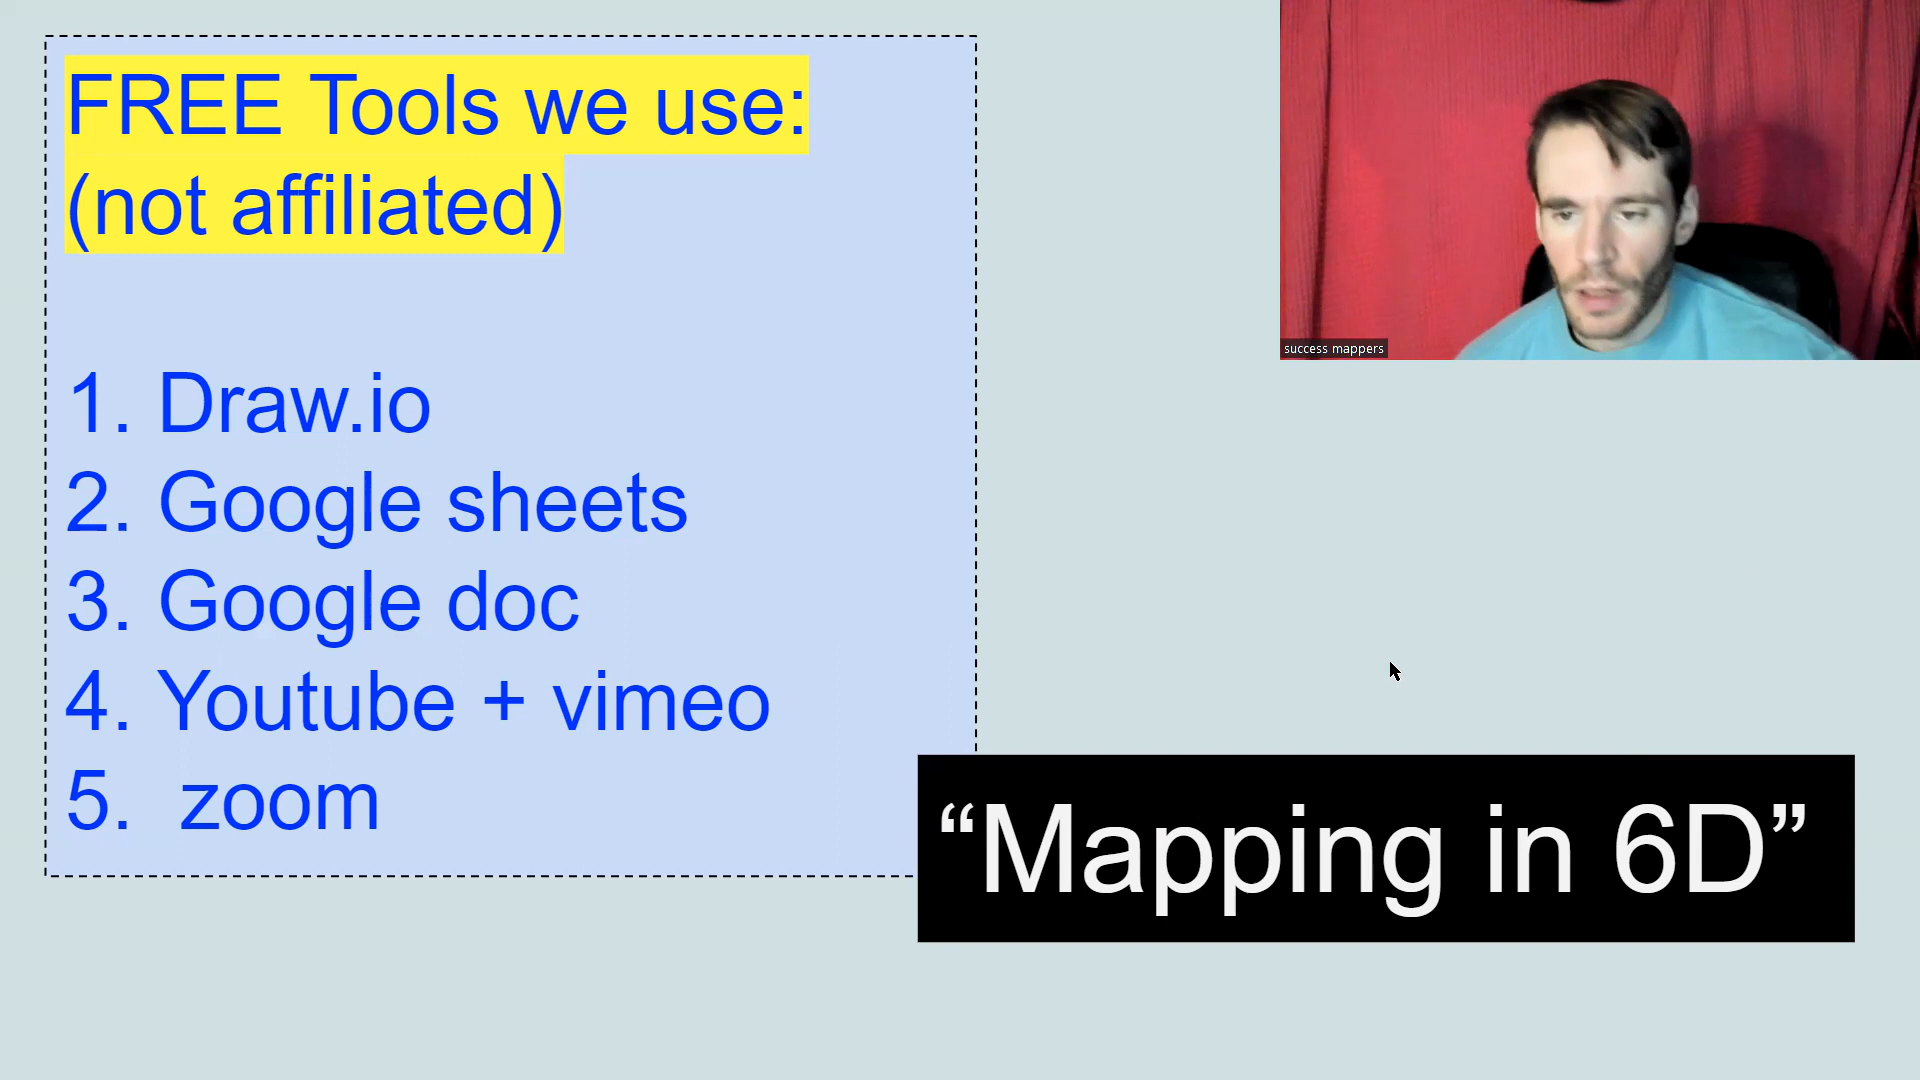 FREE Tools we use:
(not affiliated)
1. Draw.io
2. Google sheets
3. Google doc
4. Youtube + vimeo
5. zoom
success mappers
“Mapping in 6D”